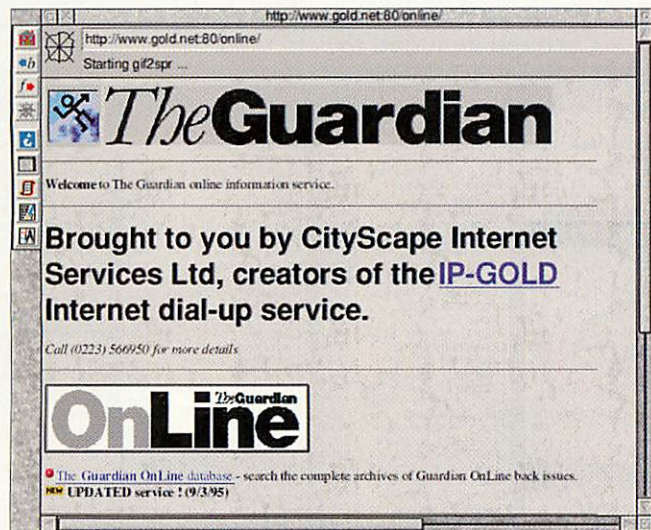 http://www.gold.net:80/online/
http://www.gold.net:80/online/
Starting gif2spr ...
The Guardian
Welcome to The Guardian online information service.
Brought to you by CityScape Internet
Services Ltd, creators of the IP-GOLD
Internet dial-up service.
Call (0223) 566950 for more details
The Guardian
OnLine
The Guardian OnLine database - search the complete archives of Guardian OnLine back issues.
NEW UPDATED service ! (9/3/95)